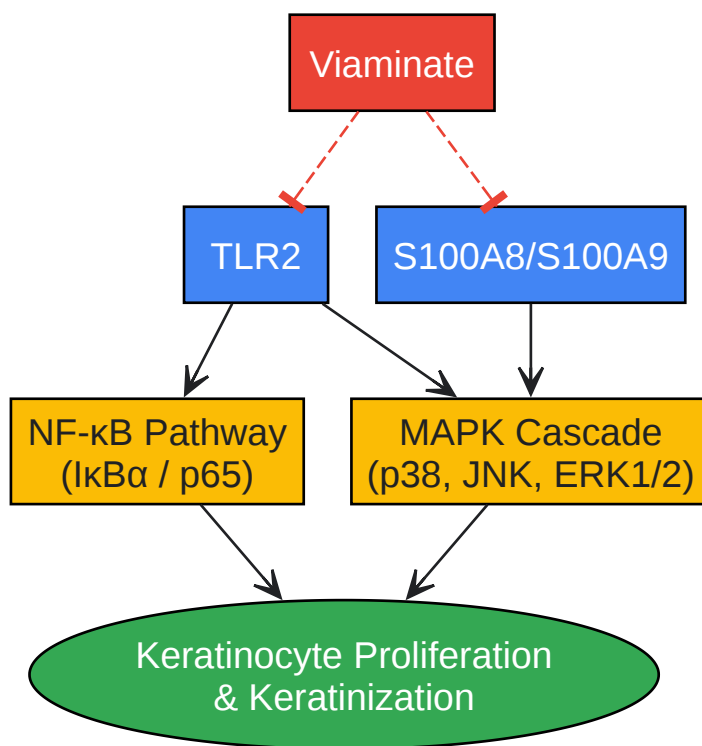 Viaminate
TLR2
S100A8/S100A9
NF-κB Pathway
(IκBα / p65)
MAPK Cascade
(p38, JNK, ERK1/2)
Keratinocyte Proliferation
& Keratinization